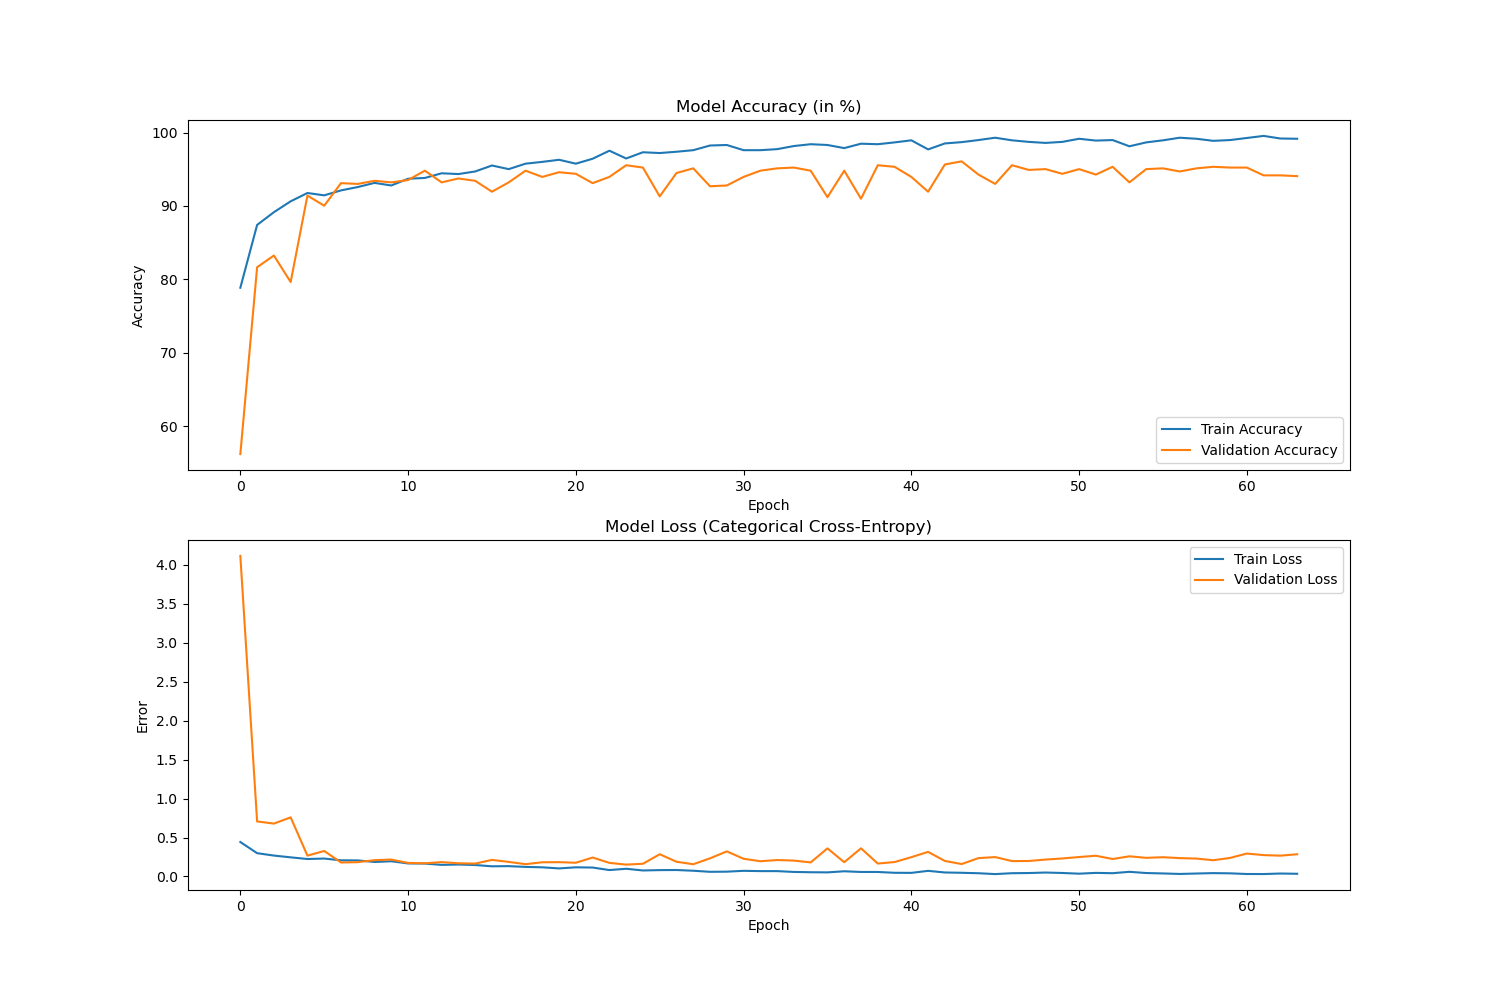 Model Accuracy (in %)
100
90
80
70
60
Accuracy
Train Accuracy
Validation Accuracy
0 10 20 30 40 50 60
Epoch
Model Loss (Categorical Cross-Entropy)
4.0
3.5
3.0
2.5
2.0
1.5
1.0
0.5
0.0
Error
Train Loss
Validation Loss
0 10 20 30 40 50 60
Epoch